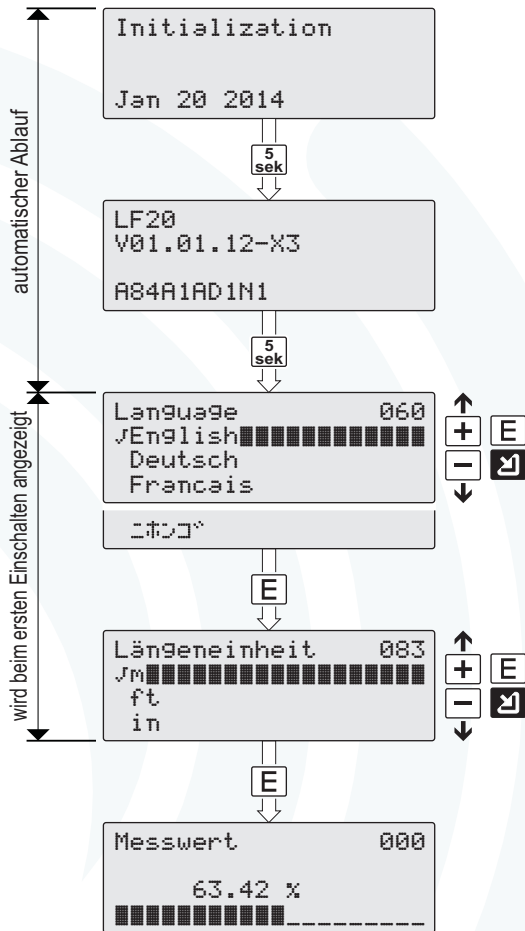 automatischer Ablauf
Initialization
Jan 20 2014
5
sek
LF20
V01.01.12-X3
A84A1AD1N1
5
sek
wird beim ersten Einschalten angezeigt
Language 060
English
Deutsch
Francais
+ E
-
ニホンゴ
E
Längeneinheit 083
m
ft
in
+ E
-
E
Messwert 000
63.42 %